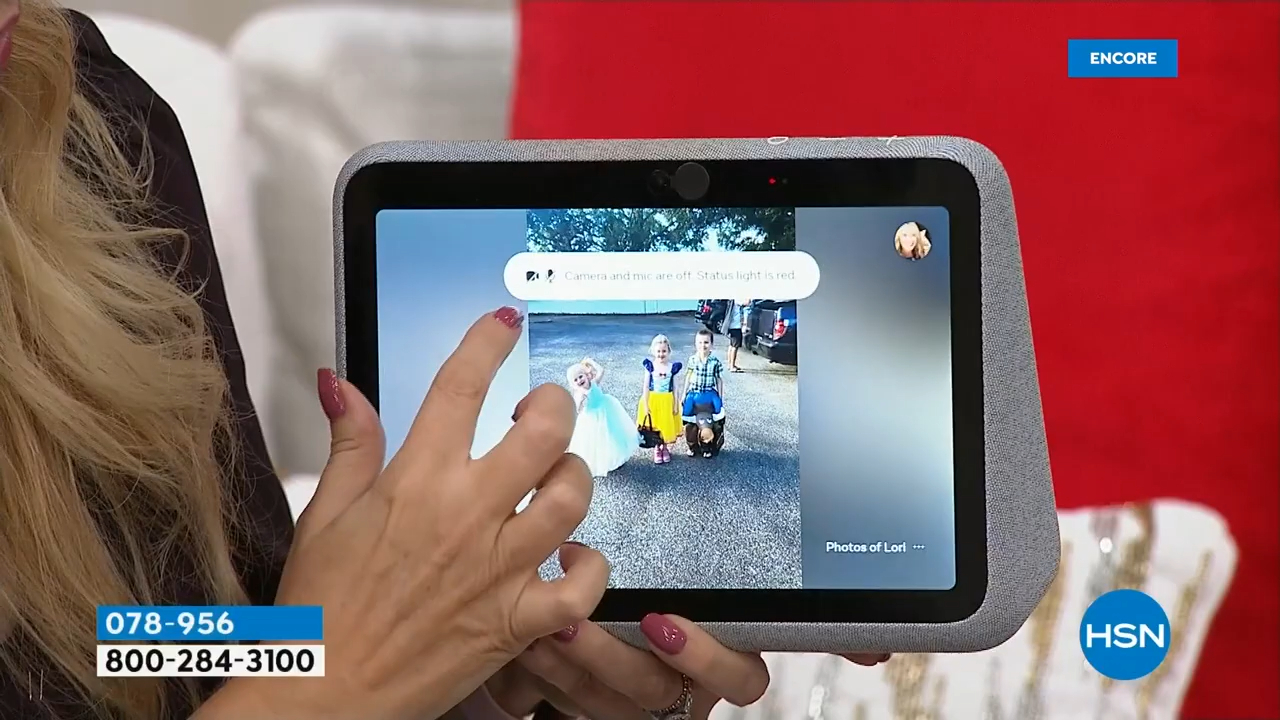 ENCORE
Camera and mic are off. Status light is red.
Photos of Lori ...
078-956
800-284-3100
HSN